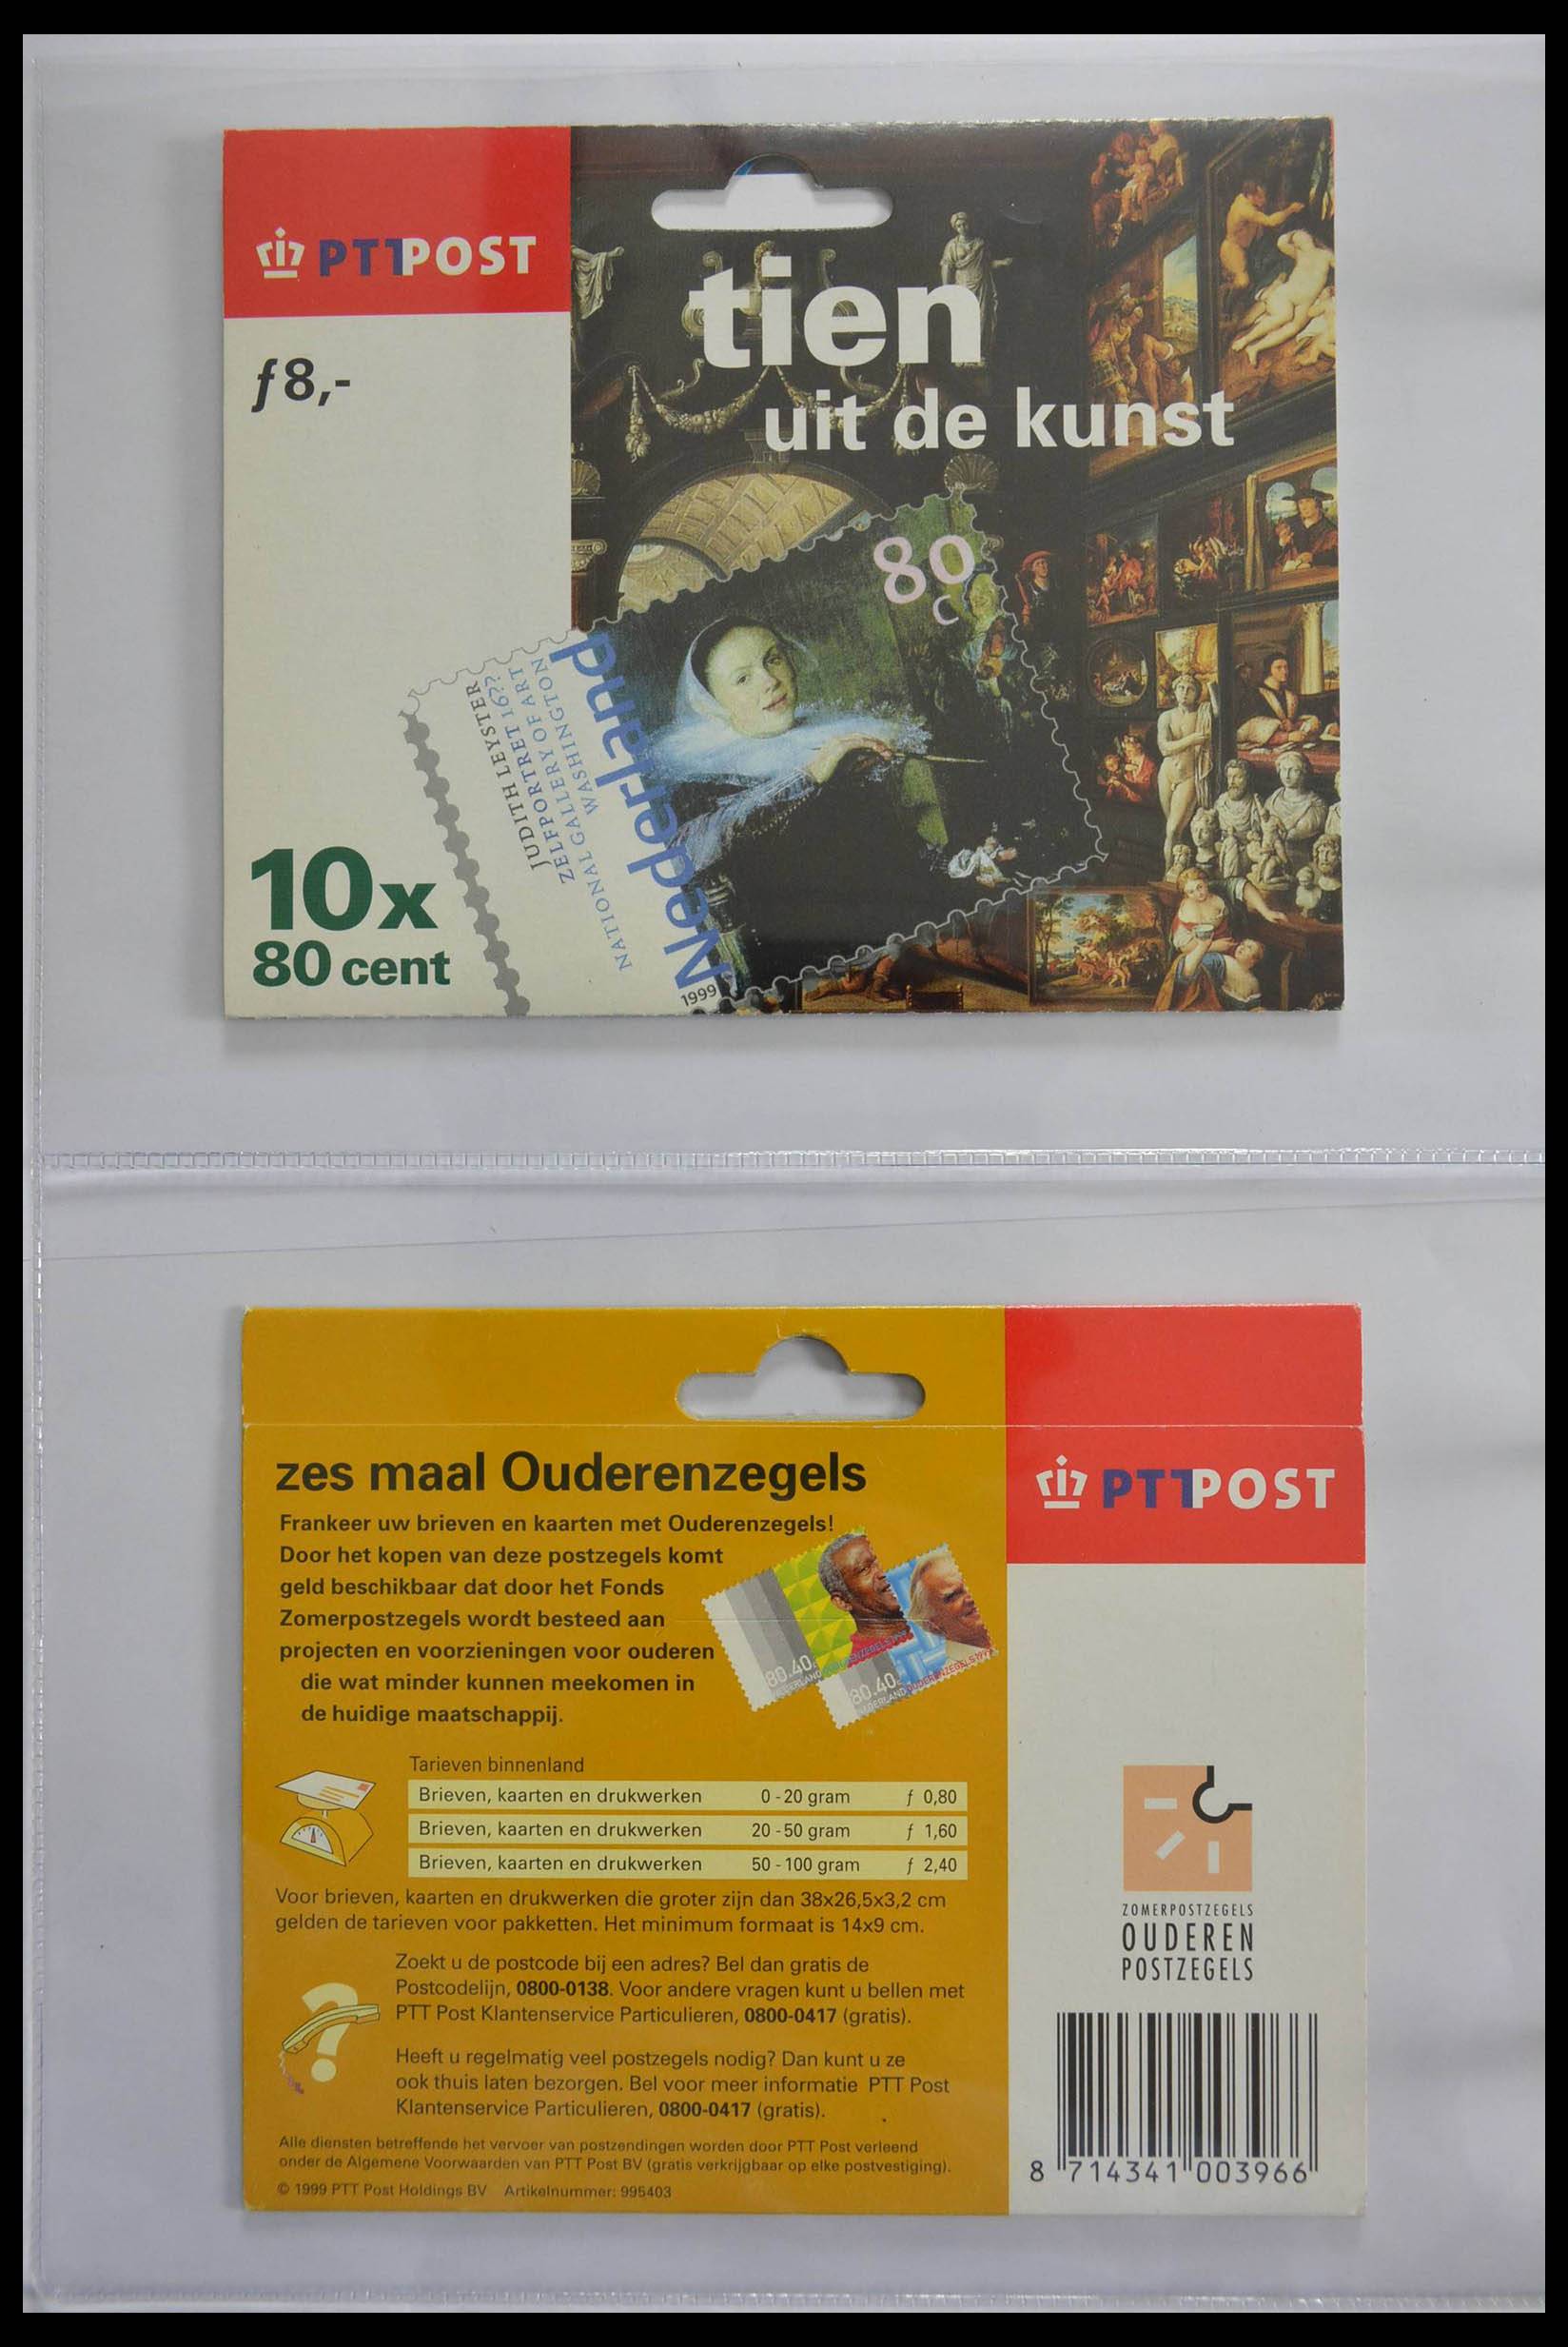 PTT POST
tien
uit de kunst
ƒ8,-
80
c
JUDITH LEYSTER
ZELFPORTRET 16??
NATIONAL GALLERY OF ART
WASHINGTON
Nederland
1999
10x
80 cent
zes maal Ouderenzegels
PTT POST
Frankeer uw brieven en kaarten met Ouderenzegels!
Door het kopen van deze postzegels komt
geld beschikbaar dat door het Fonds
Zomerpostzegels wordt besteed aan
projecten en voorzieningen voor ouderen
die wat minder kunnen meekomen in
de huidige maatschappij.
80.40
80.40
Tarieven binnenland
Brieven, kaarten en drukwerken 0 - 20 gram ƒ 0,80
Brieven, kaarten en drukwerken 20 - 50 gram ƒ 1,60
Brieven, kaarten en drukwerken 50 - 100 gram ƒ 2,40
Voor brieven, kaarten en drukwerken die groter zijn dan 38x26,5x3,2 cm
gelden de tarieven voor pakketten. Het minimum formaat is 14x9 cm.
Zoekt u de postcode bij een adres? Bel dan gratis de
Postcodelijn, 0800-0138. Voor andere vragen kunt u bellen met
PTT Post Klantenservice Particulieren, 0800-0417 (gratis).
Heeft u regelmatig veel postzegels nodig? Dan kunt u ze
ook thuis laten bezorgen. Bel voor meer informatie PTT Post
Klantenservice Particulieren, 0800-0417 (gratis).
Alle diensten betreffende het vervoer van postzendingen worden door PTT Post verleend
onder de Algemene Voorwaarden van PTT Post BV (gratis verkrijgbaar op elke postvestiging).
© 1999 PTT Post Holdings BV Artikelnummer: 995403
ZOMERPOSTZEGELS
OUDEREN
POSTZEGELS
8 714341 003966